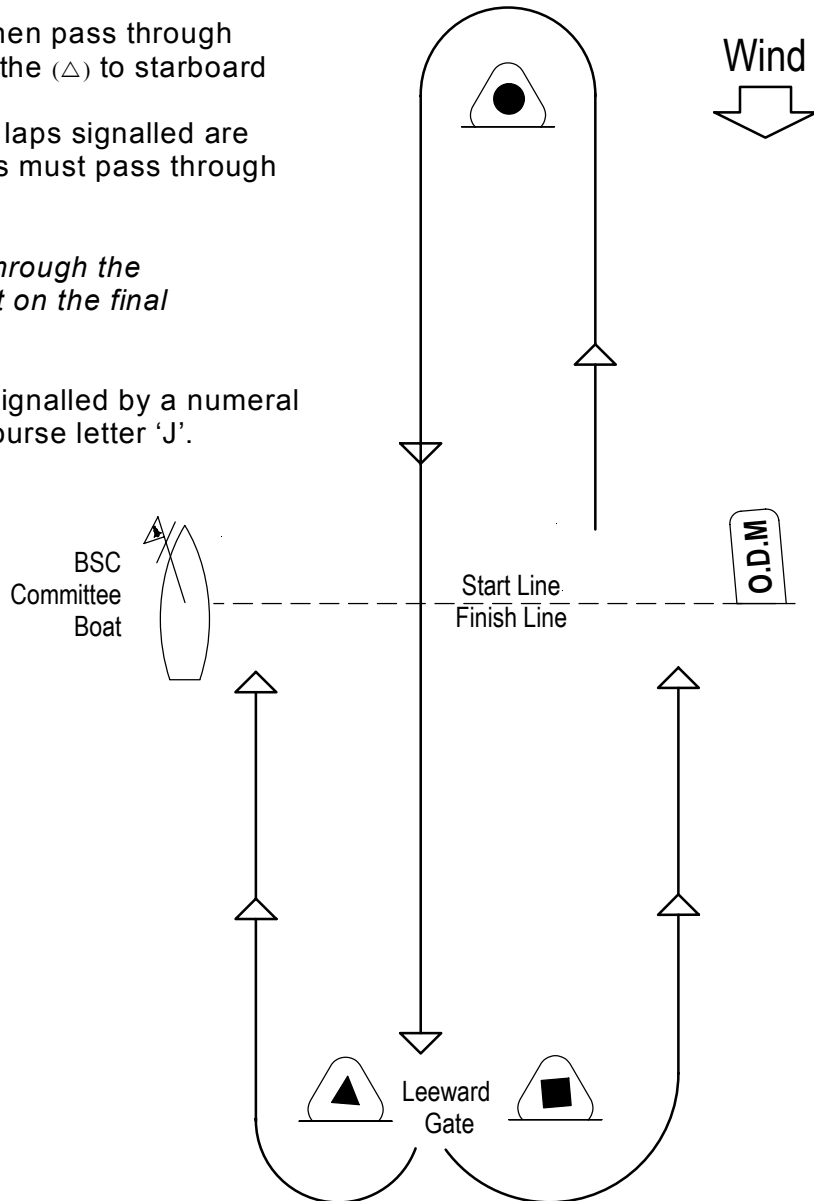 hen pass through
the (△) to starboard
laps signalled are
s must pass through
hrough the
t on the final
ignalled by a numeral
ourse letter ‘J’.
Wind
BSC
Committee
Boat
Start Line
Finish Line
O.D.M
Leeward
Gate